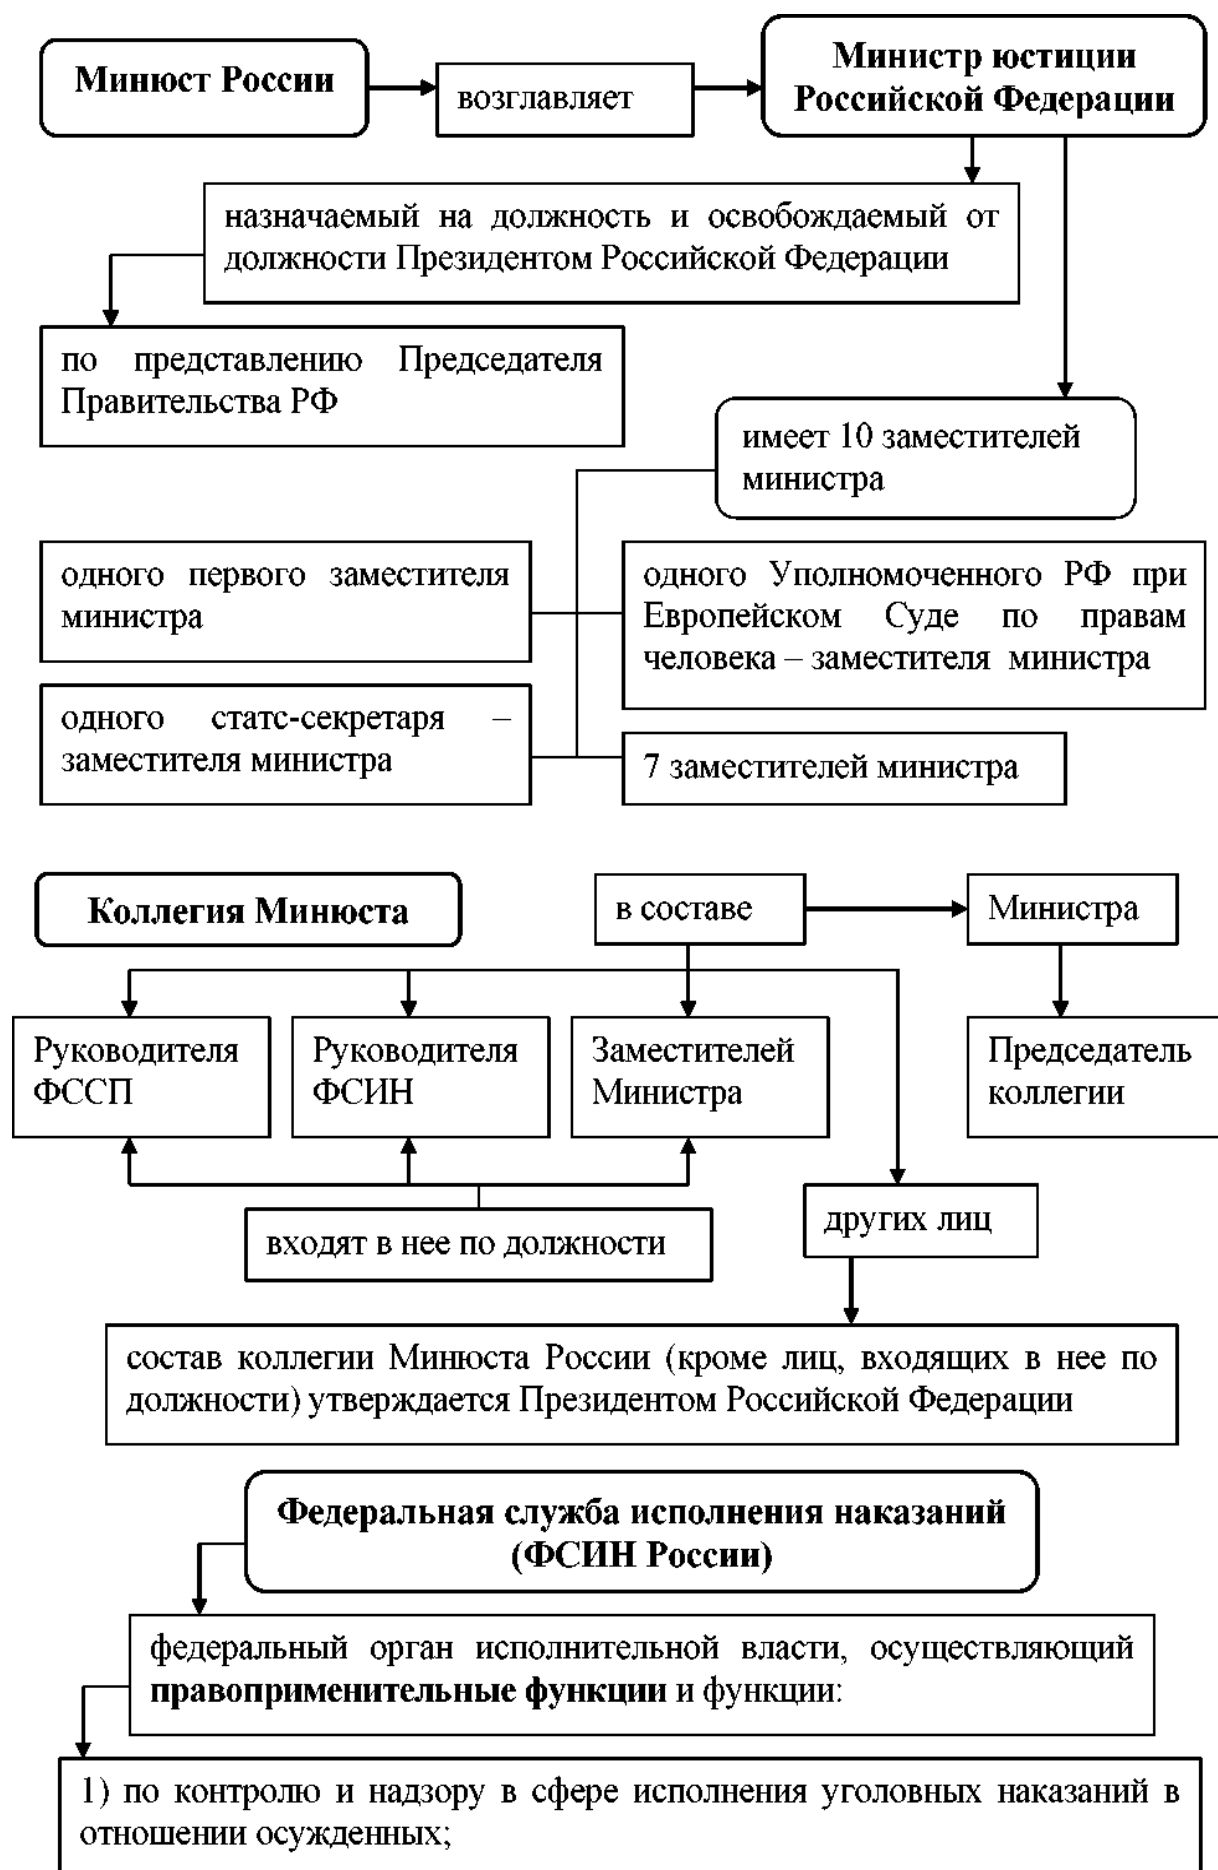 Минюст России
возглавляет
Министр юстиции
Российской Федерации
назначаемый на должность и освобождаемый от
должности Президентом Российской Федерации
по представлению Председателя
Правительства РФ
имеет 10 заместителей
министра
одного первого заместителя
министра
одного Уполномоченного РФ при
Европейском Суде по правам
человека – заместителя министра
одного статс-секретаря –
заместителя министра
7 заместителей министра
Коллегия Минюста
в составе
Министра
Руководителя
ФССП
Руководителя
ФСИН
Заместителей
Министра
Председатель
коллегии
входят в нее по должности
других лиц
состав коллегии Минюста России (кроме лиц, входящих в нее по
должности) утверждается Президентом Российской Федерации
Федеральная служба исполнения наказаний
(ФСИН России)
федеральный орган исполнительной власти, осуществляющий
правоприменительные функции и функции:
1) по контролю и надзору в сфере исполнения уголовных наказаний в
отношении осужденных;